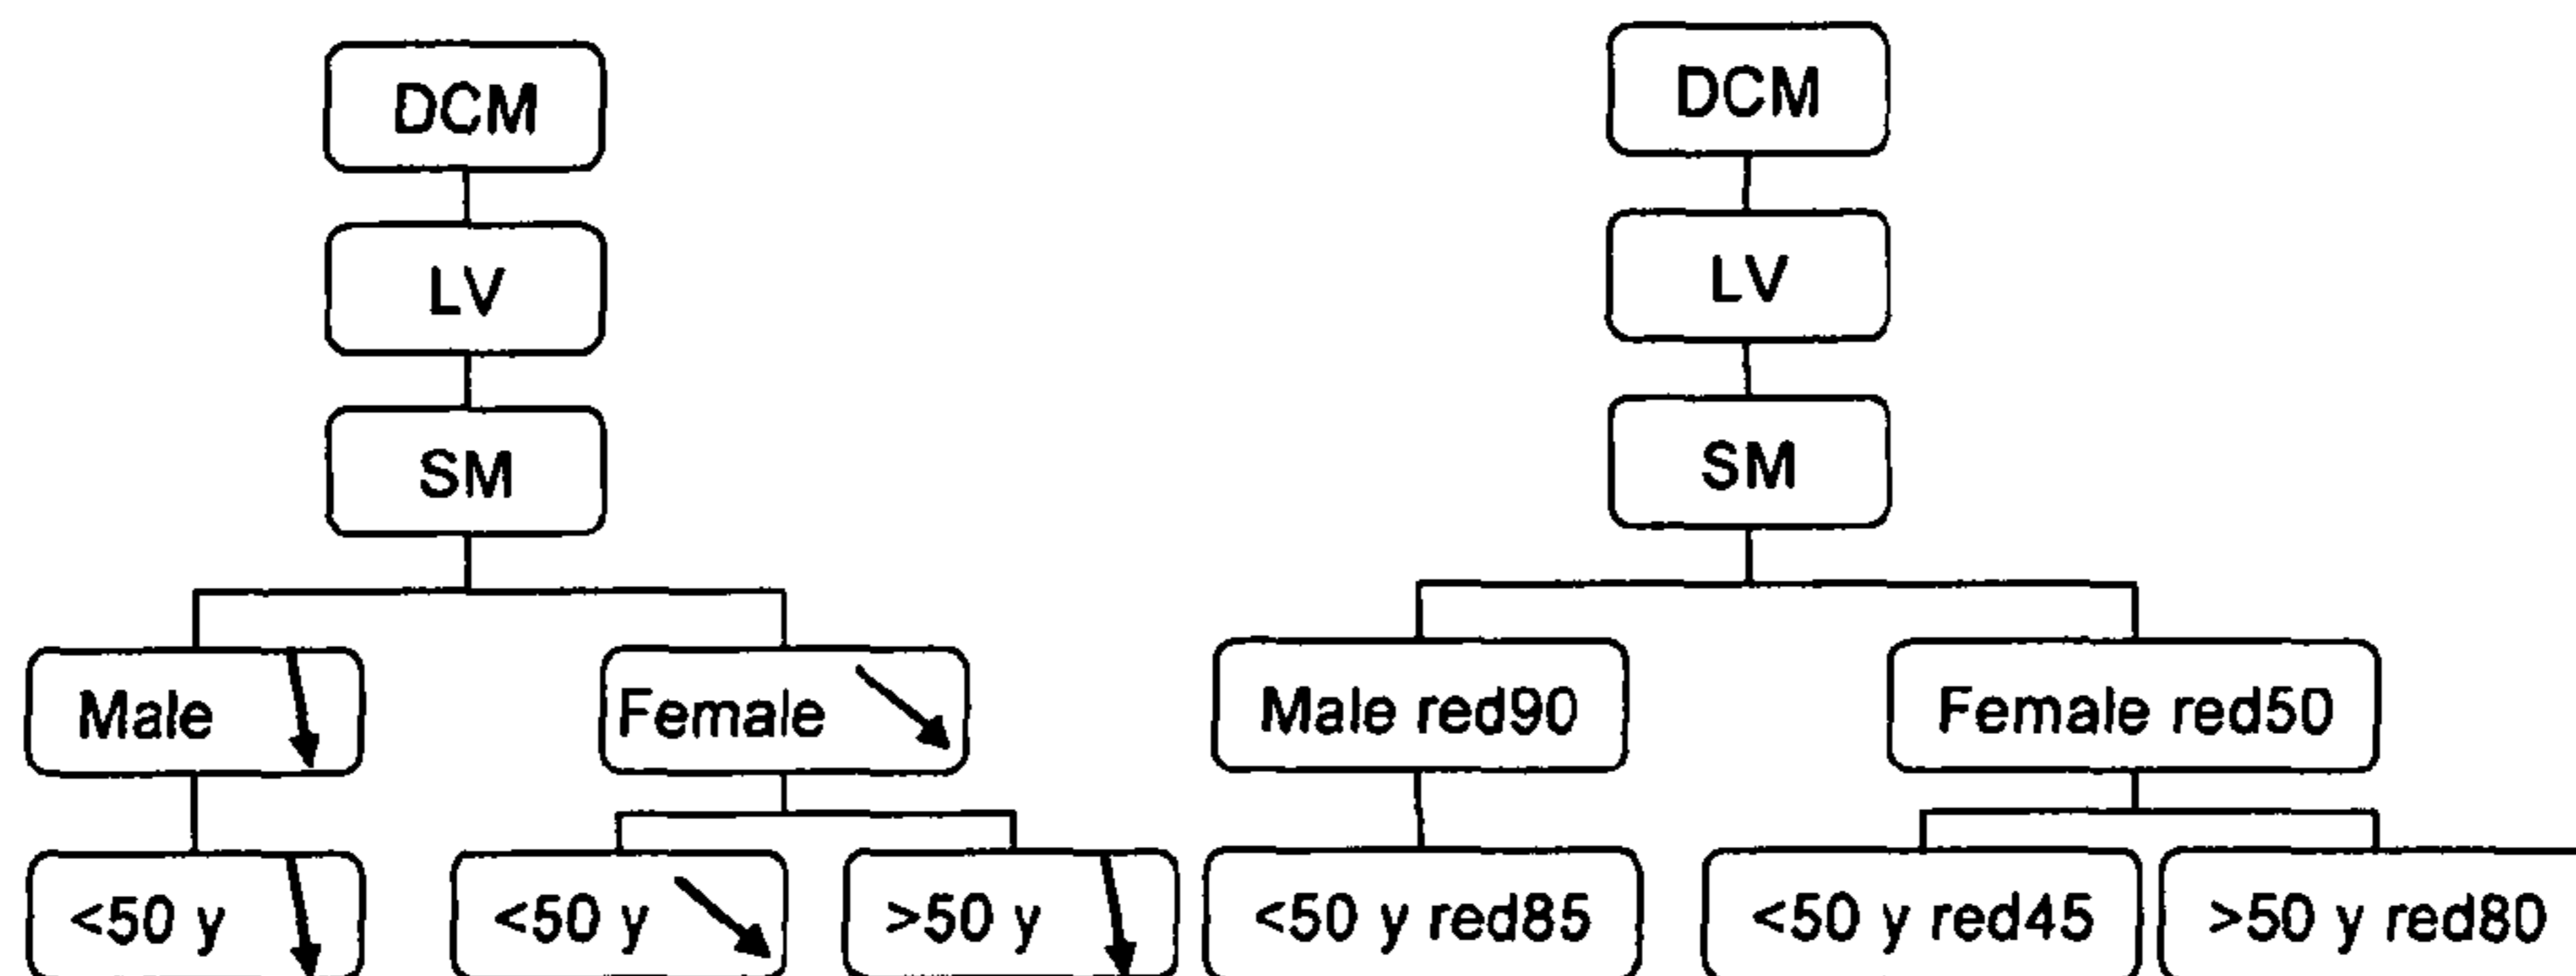 DCM
LV
SM
Male
Female
<50 y
<50 y
>50 y
DCM
LV
SM
Male red90
Female red50
<50 y red85
<50 y red45
>50 y red80